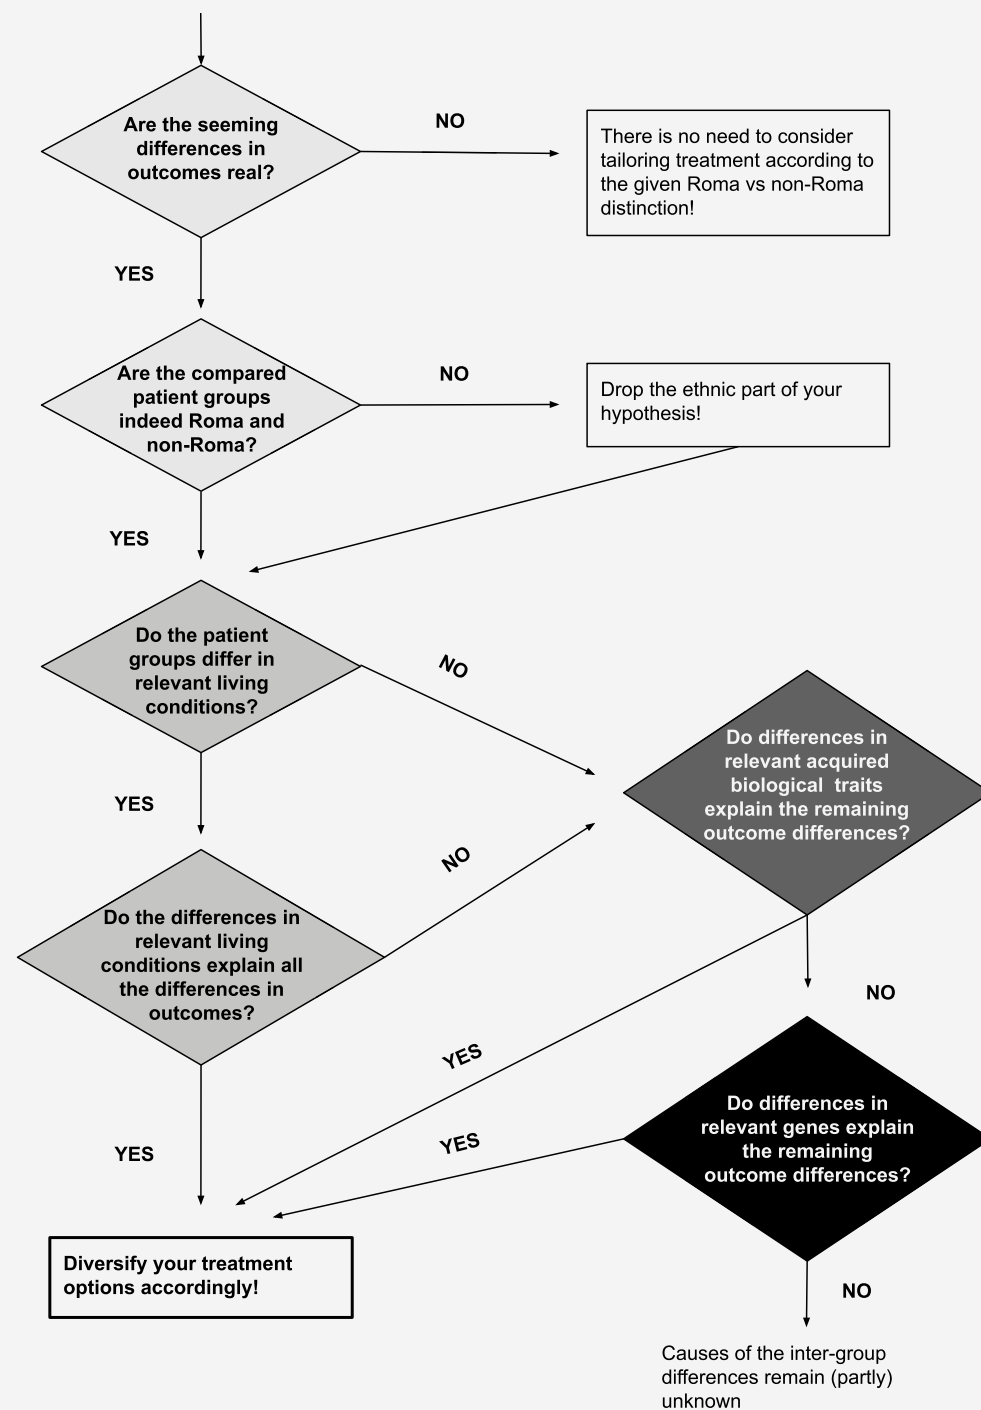 Are the seeming
differences in
outcomes real?
NO
There is no need to consider
tailoring treatment according to
the given Roma vs non-Roma
distinction!
YES
Are the compared
patient groups
indeed Roma and
non-Roma?
NO
Drop the ethnic part of your
hypothesis!
YES
Do the patient
groups differ in
relevant living
conditions?
NO
Do differences in
relevant acquired
biological traits
explain the remaining
outcome differences?
YES
NO
Do the differences in
relevant living
conditions explain all
the differences in
outcomes?
NO
YES
Do differences in
relevant genes explain
the remaining
outcome differences?
YES
YES
Diversify your treatment
options accordingly!
NO
Causes of the inter-group
differences remain (partly)
unknown